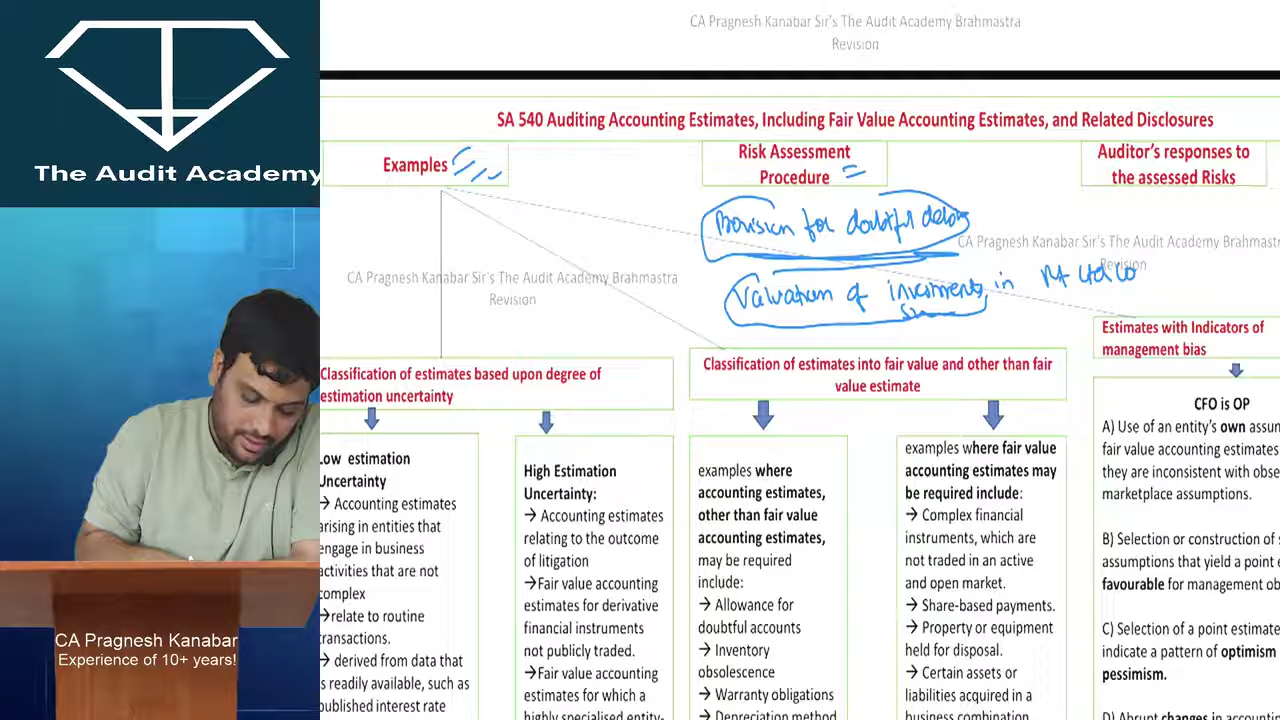 CA Pragnesh Kanabar Sir's The Audit Academy Brahmastra
Revision
The Audit Academy
SA 540 Auditing Accounting Estimates, Including Fair Value Accounting Estimates, and Related Disclosures
Examples
Risk Assessment
Procedure
Auditor's responses to
the assessed Risks
Provision for doubtful debts
Valuation of investments in Pvt Ltd Co
CA Pragnesh Kanabar Sir's The Audit Academy Brahmastra
Revision
CA Pragnesh Kanabar Sir's The Audit Academy Brahmastra
Revision
Classification of estimates based upon degree of
estimation uncertainty
Low estimation
Uncertainty
→ Accounting estimates
arising in entities that
engage in business
activities that are not
complex
→relate to routine
transactions.
→ derived from data that
is readily available, such as
published interest rate
High Estimation
Uncertainty:
→ Accounting estimates
relating to the outcome
of litigation
→Fair value accounting
estimates for derivative
financial instruments
not publicly traded.
→Fair value accounting
estimates for which a
highly specialised entity-
Classification of estimates into fair value and other than fair
value estimate
examples where
accounting estimates,
other than fair value
accounting estimates,
may be required
include:
→ Allowance for
doubtful accounts
→ Inventory
obsolescence
→ Warranty obligations
→ Depreciation method
examples where fair value
accounting estimates may
be required include:
→ Complex financial
instruments, which are
not traded in an active
and open market.
→ Share-based payments.
→ Property or equipment
held for disposal.
→ Certain assets or
liabilities acquired in a
business combination
Estimates with Indicators of
management bias
CFO is OP
A) Use of an entity's own assum
fair value accounting estimates
they are inconsistent with obse
marketplace assumptions.
B) Selection or construction of s
assumptions that yield a point e
favourable for management ob
C) Selection of a point estimate
indicate a pattern of optimism
pessimism.
D) Abrupt changes in accounti
CA Pragnesh Kanabar
Experience of 10+ years!